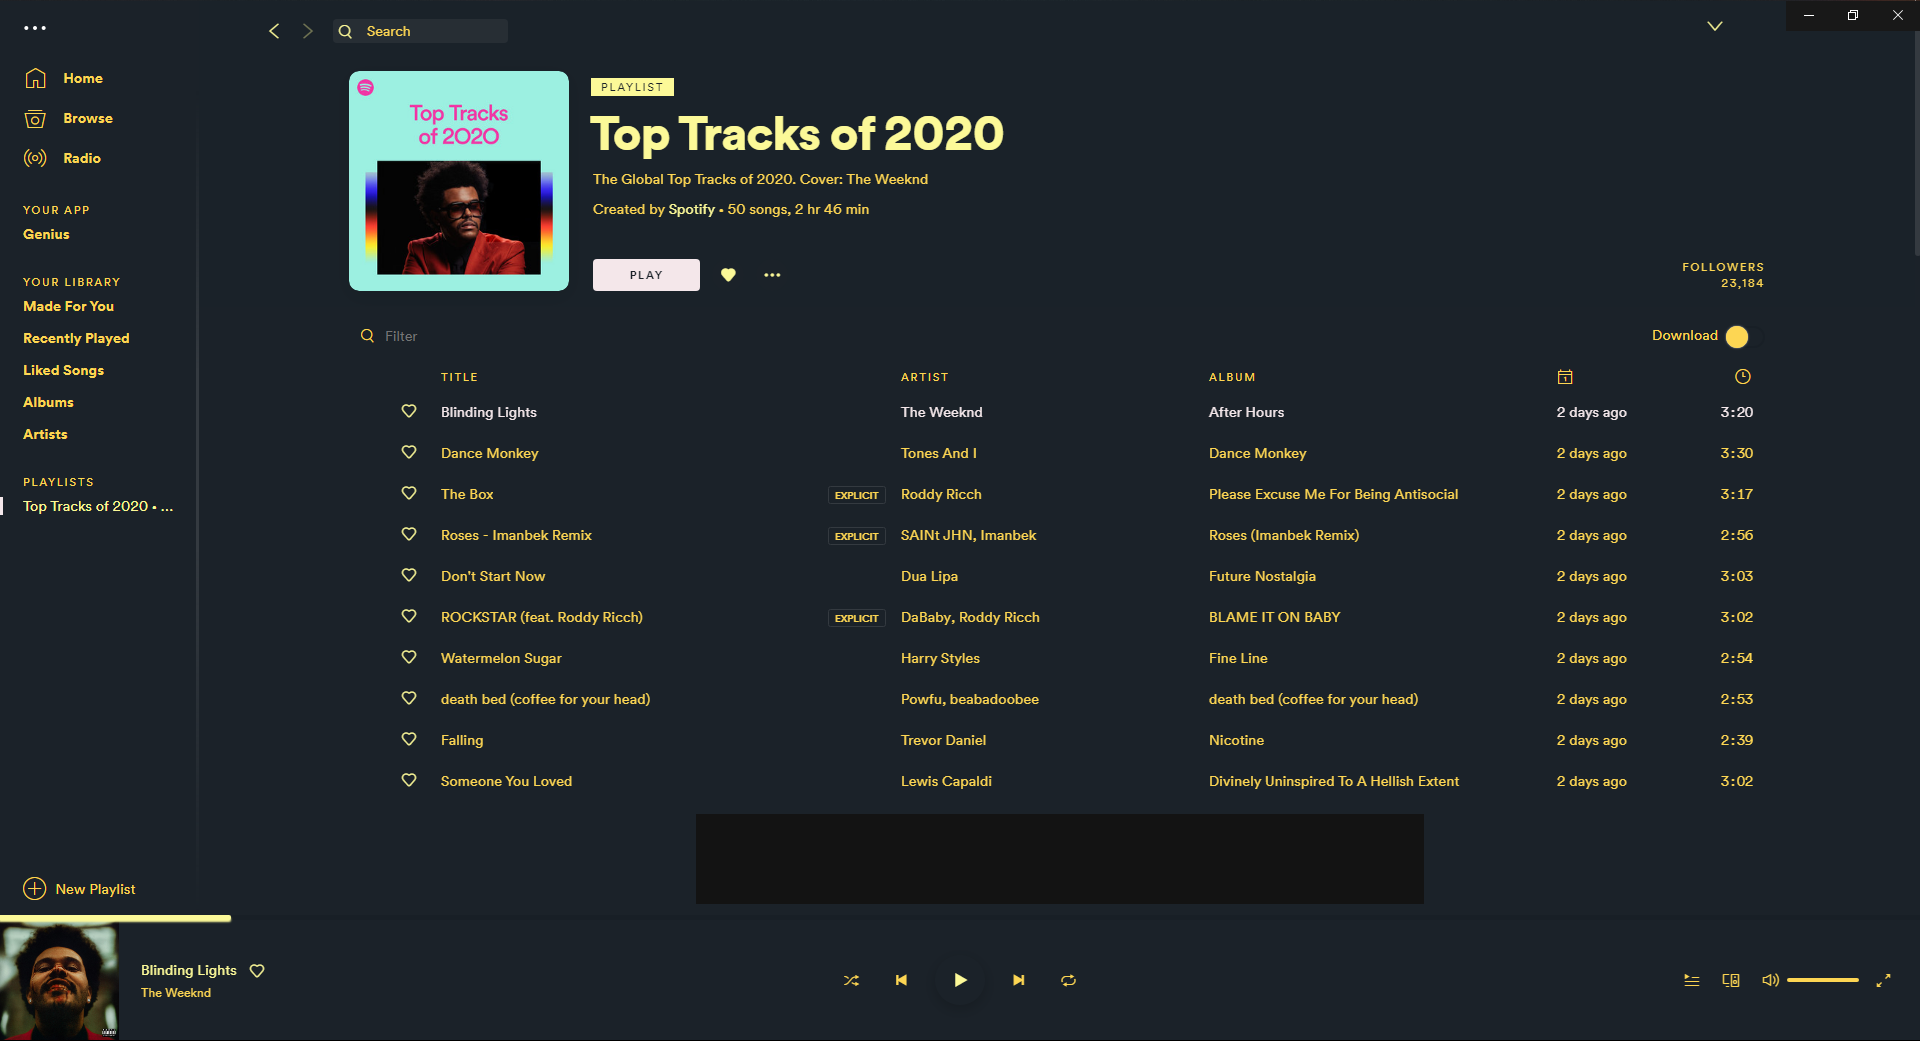 Search
Home
Browse
Radio
YOUR APP
Genius
YOUR LIBRARY
Made For You
Recently Played
Liked Songs
Albums
Artists
PLAYLISTS
Top Tracks of 2020 • ...
New Playlist
Top Tracks
of 2020
PLAYLIST
Top Tracks of 2020
The Global Top Tracks of 2020. Cover: The Weeknd
Created by Spotify • 50 songs, 2 hr 46 min
PLAY
FOLLOWERS
23,184
Filter
Download
TITLE ARTIST ALBUM
Blinding Lights The Weeknd After Hours 2 days ago 3:20
Dance Monkey Tones And I Dance Monkey 2 days ago 3:30
The Box EXPLICIT Roddy Ricch Please Excuse Me For Being Antisocial 2 days ago 3:17
Roses - Imanbek Remix EXPLICIT SAINt JHN, Imanbek Roses (Imanbek Remix) 2 days ago 2:56
Don't Start Now Dua Lipa Future Nostalgia 2 days ago 3:03
ROCKSTAR (feat. Roddy Ricch) EXPLICIT DaBaby, Roddy Ricch BLAME IT ON BABY 2 days ago 3:02
Watermelon Sugar Harry Styles Fine Line 2 days ago 2:54
death bed (coffee for your head) Powfu, beabadoobee death bed (coffee for your head) 2 days ago 2:53
Falling Trevor Daniel Nicotine 2 days ago 2:39
Someone You Loved Lewis Capaldi Divinely Uninspired To A Hellish Extent 2 days ago 3:02
Blinding Lights
The Weeknd